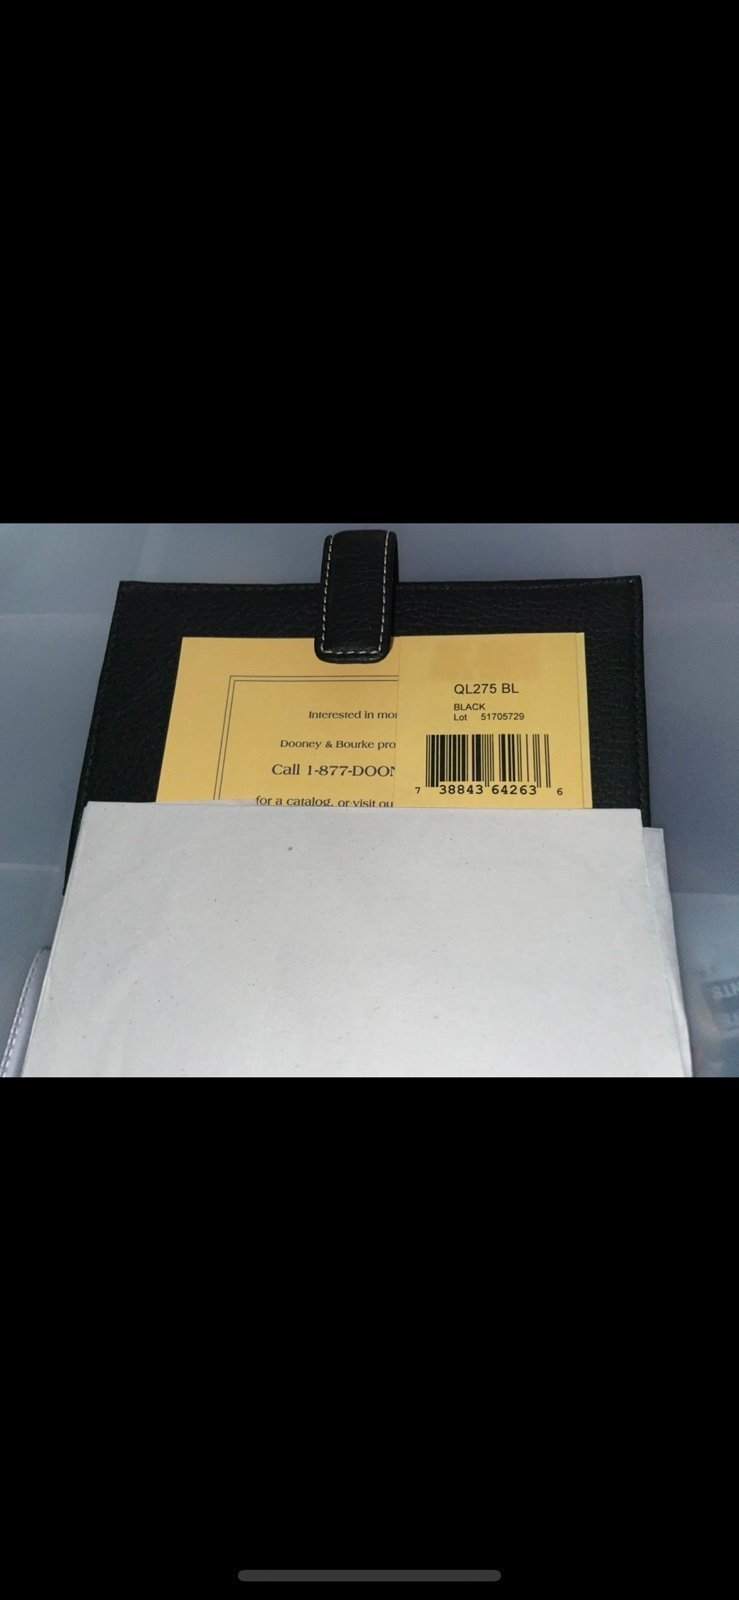 Interested in mor
Dooney & Bourke pro
Call 1-877-DOON
for a catalog, or visit ou
QL275 BL
BLACK
Lot 51705729
7 38843 64263 6